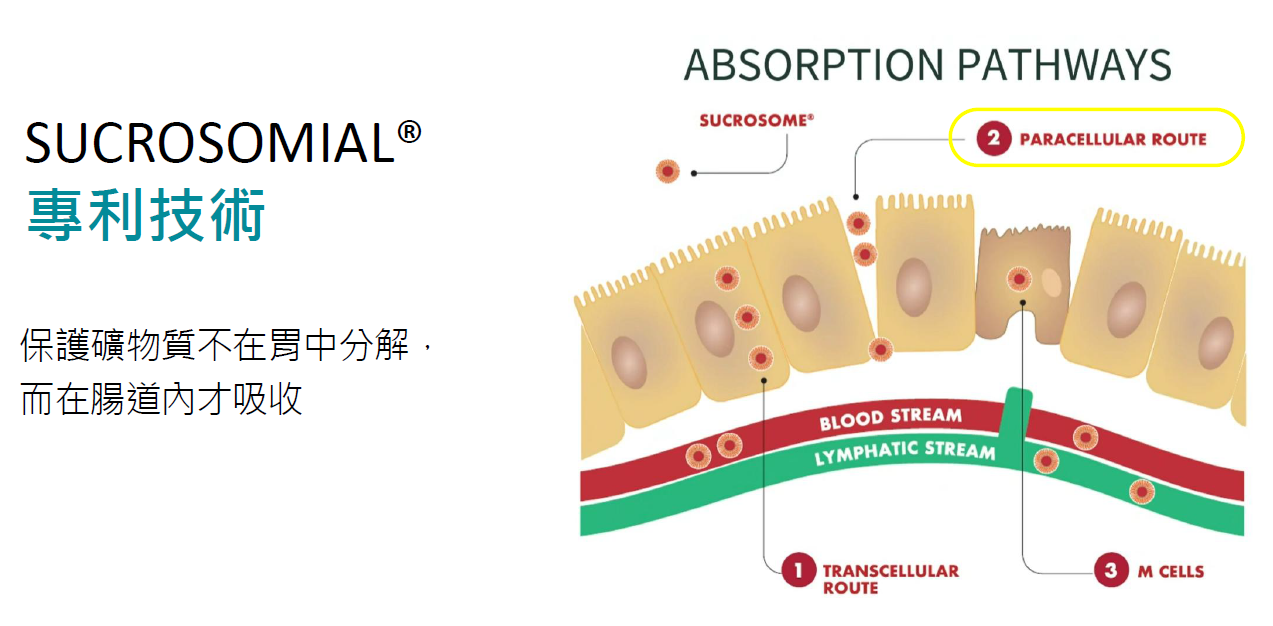 SUCROSOMIAL®
專利技術
保護礦物質不在胃中分解，
而在腸道內才吸收
ABSORPTION PATHWAYS
SUCROSOME®
2 PARACELLULAR ROUTE
BLOOD STREAM
LYMPHATIC STREAM
1 TRANSCELLULAR
ROUTE
3 M CELLS